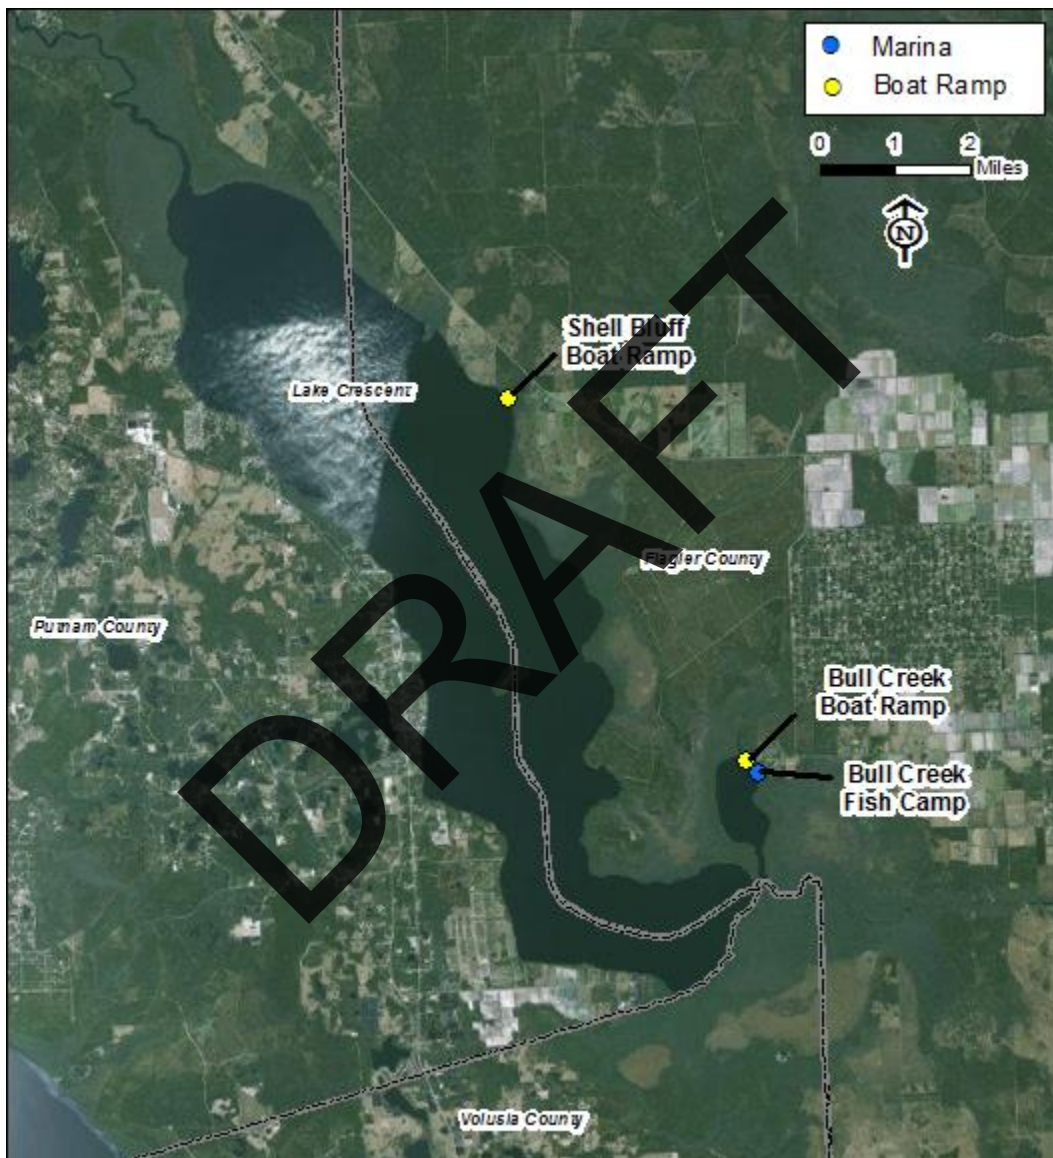 Marina
Boat Ramp
0 1 2
Miles
N
Shell Bluff
Boat Ramp
Lake Crescent
Flagler County
Putnam County
Bull Creek
Boat Ramp
Bull Creek
Fish Camp
Volusia County
DRAFT